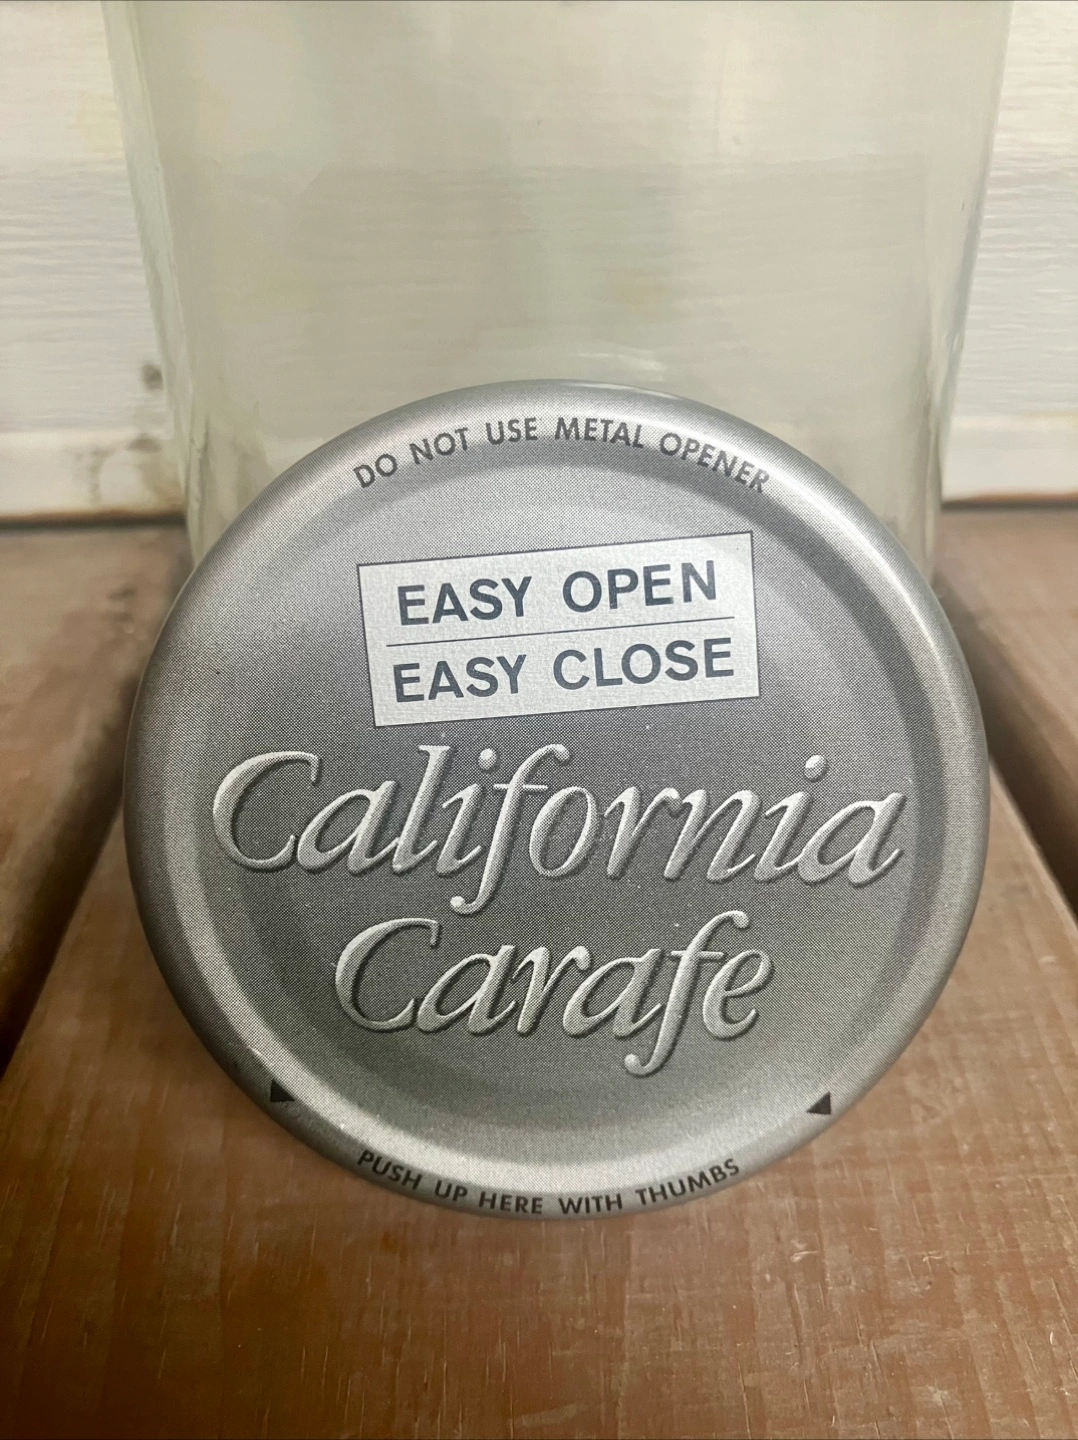 DO NOT USE METAL OPENER
EASY OPEN
EASY CLOSE
California
Carafe
PUSH UP HERE WITH THUMBS